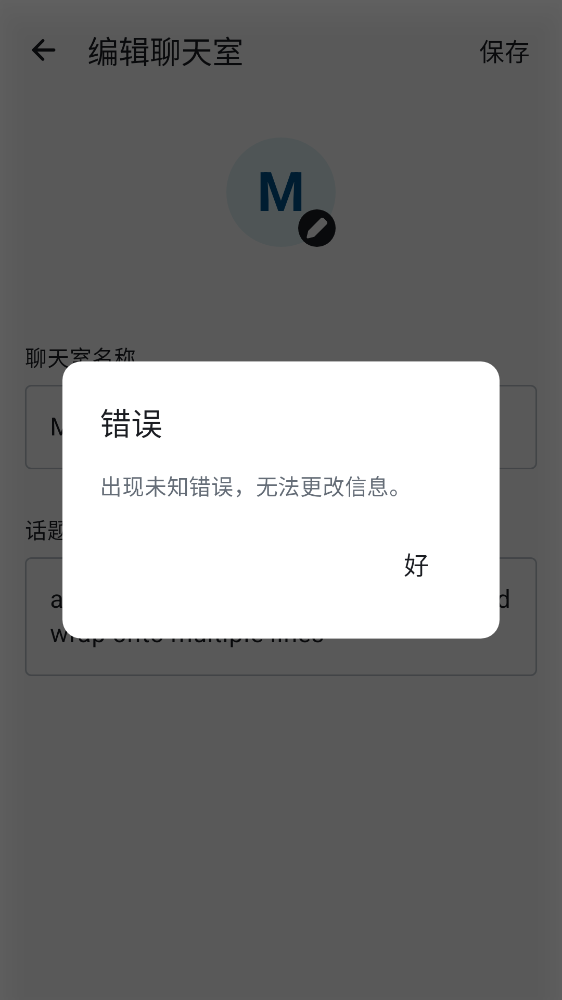 编辑聊天室
保存
M
聊天室名称
错误
出现未知错误，无法更改信息。
好
wrap onto multiple lines